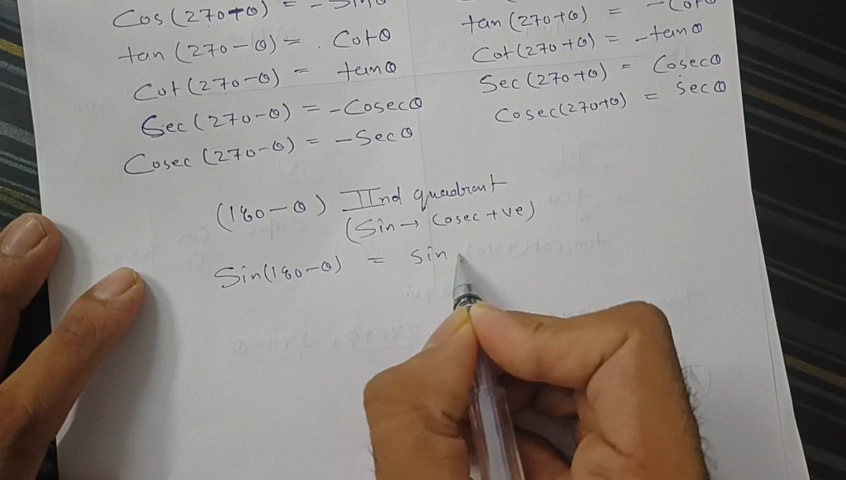 Cos(270-θ) = -Sinθ
tan(270-θ) = Cotθ
Cot(270-θ) = tanθ
Sec(270-θ) = -Cosecθ
Cosec(270-θ) = -Secθ
tan(270+θ) = -Cotθ
Cot(270+θ) = -tanθ
Sec(270+θ) = Cosecθ
Cosec(270+θ) = Secθ
(180-θ) IInd quadrant
(Sin → Cosec +ve)
Sin(180-θ) = Sin